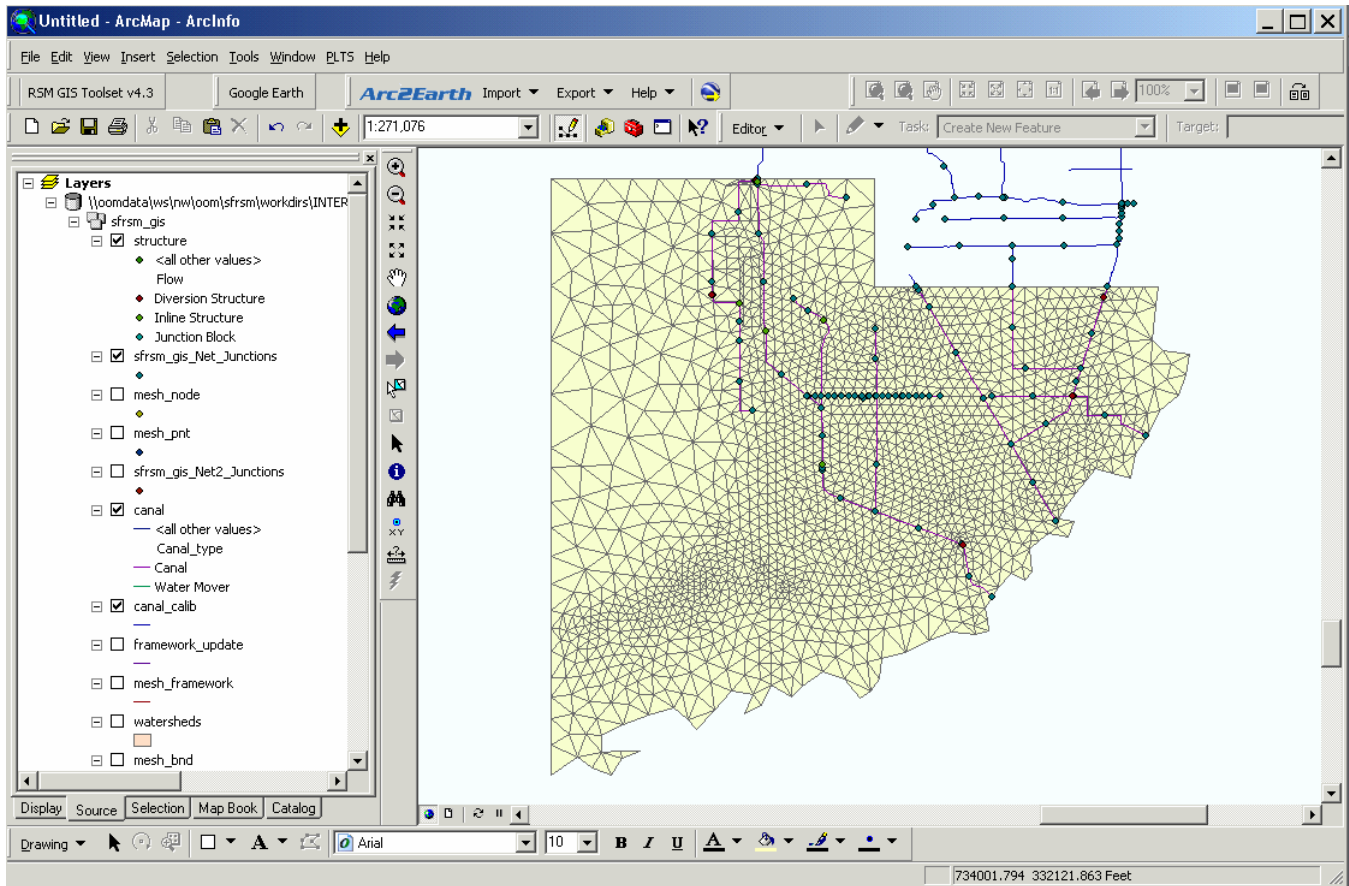 Untitled - ArcMap - ArcInfo
File Edit View Insert Selection Tools Window PLTS Help
RSM GIS Toolset v4.3 Google Earth Arc2Earth Import Export Help 100%
1:271,076 Editor Task: Create New Feature Target:
Layers
\\oomdata\ws\nw\oom\sfrsm\workdirs\INTER
sfrsm_gis
structure
<all other values>
Flow
Diversion Structure
Inline Structure
Junction Block
sfrsm_gis_Net_Junctions
mesh_node
mesh_pnt
sfrsm_gis_Net2_Junctions
canal
<all other values>
Canal_type
Canal
Water Mover
canal_calib
framework_update
mesh_framework
watersheds
mesh_bnd
XY
Display Source Selection Map Book Catalog
Drawing A Arial 10 B I U A
734001.794 332121.863 Feet